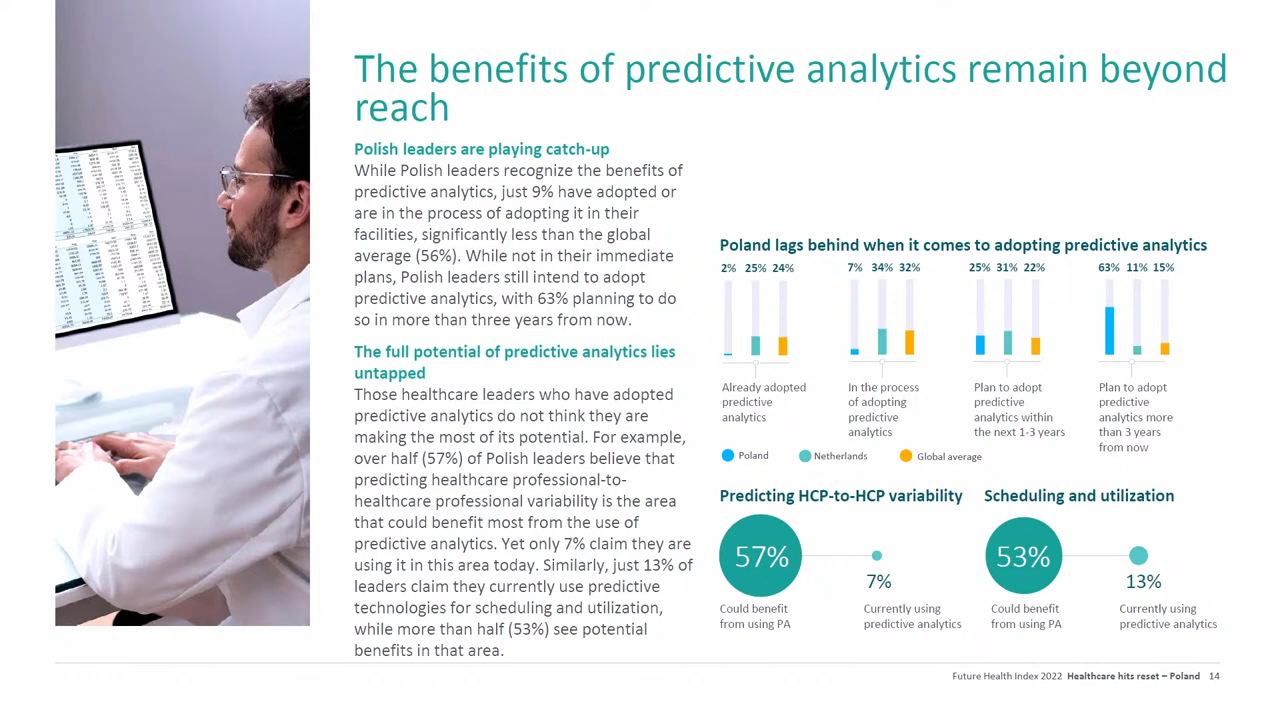 The benefits of predictive analytics remain beyond
reach
Polish leaders are playing catch-up
While Polish leaders recognize the benefits of
predictive analytics, just 9% have adopted or
are in the process of adopting it in their
facilities, significantly less than the global
average (56%). While not in their immediate
plans, Polish leaders still intend to adopt
predictive analytics, with 63% planning to do
so in more than three years from now.
The full potential of predictive analytics lies
untapped
Those healthcare leaders who have adopted
predictive analytics do not think they are
making the most of its potential. For example,
over half (57%) of Polish leaders believe that
predicting healthcare professional-to-
healthcare professional variability is the area
that could benefit most from the use of
predictive analytics. Yet only 7% claim they are
using it in this area today. Similarly, just 13% of
leaders claim they currently use predictive
technologies for scheduling and utilization,
while more than half (53%) see potential
benefits in that area.
Poland lags behind when it comes to adopting predictive analytics
2% 25% 24%
Already adopted
predictive
analytics
7% 34% 32%
In the process
of adopting
predictive
analytics
25% 31% 22%
Plan to adopt
predictive
analytics within
the next 1-3 years
63% 11% 15%
Plan to adopt
predictive
analytics more
than 3 years
from now
Poland Netherlands Global average
Predicting HCP-to-HCP variability
57%
Could benefit
from using PA
7%
Currently using
predictive analytics
Scheduling and utilization
53%
Could benefit
from using PA
13%
Currently using
predictive analytics
Future Health Index 2022 Healthcare hits reset – Poland 14